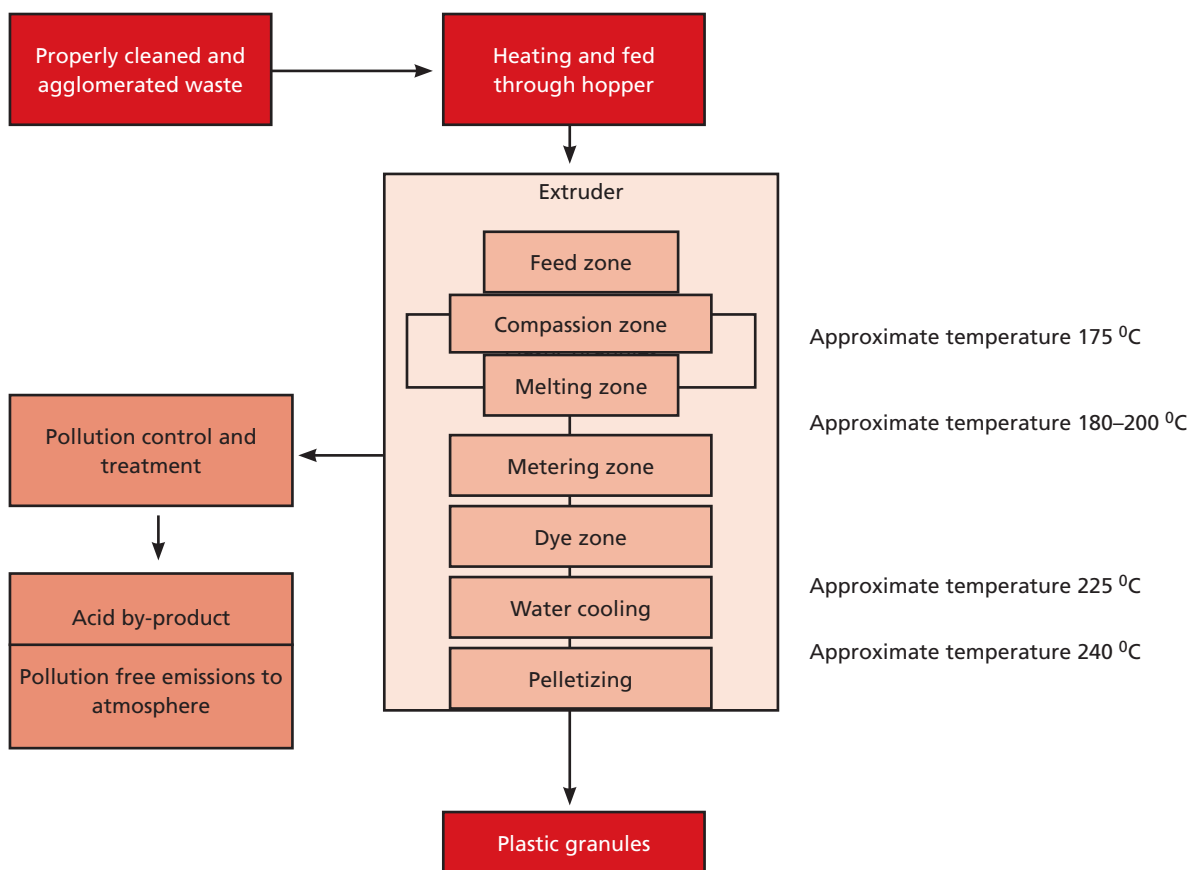 Properly cleaned and
agglomerated waste
Heating and fed
through hopper
Extruder
Feed zone
Compassion zone
Approximate temperature 175 ⁰C
Melting zone
Approximate temperature 180–200 ⁰C
Pollution control and
treatment
Metering zone
Dye zone
Approximate temperature 225 ⁰C
Acid by-product
Water cooling
Approximate temperature 240 ⁰C
Pollution free emissions to
atmosphere
Pelletizing
Plastic granules